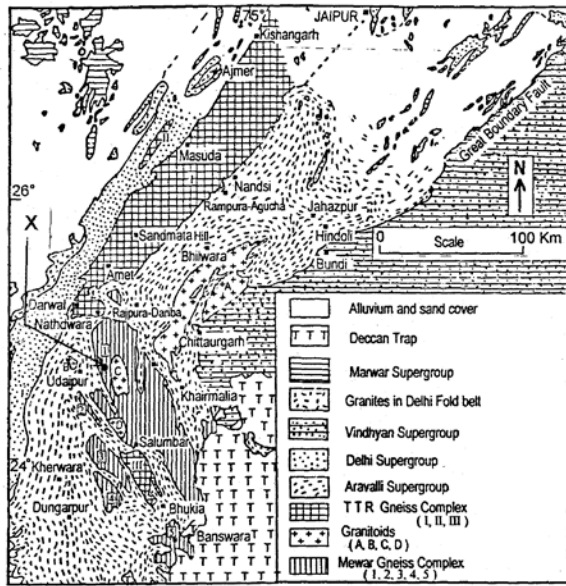 75°
JAIPUR
Kishangarh
Ajmer
Great Boundary Fault
Masuda
26°
N
X
Nandsi
Rampura-Agucha
Jahazpur
Sandmata Hill
Hindoli
0 Scale 100 Km
Bhilwara
Bundi
Amet
A
Darwal
Rajpura-Dariba
Nathdwara
Chittaurgarh
C
Udaipur
Khairmalia
Salumbar
24°
Kherwara
Dungarpur
Bhukia
Banswara
Alluvium and sand cover
T T T Deccan Trap
Marwar Supergroup
Granites in Delhi Fold belt
Vindhyan Supergroup
Delhi Supergroup
Aravalli Supergroup
T T R Gneiss Complex
( I, II, III )
Granitoids
( A, B, C, D )
Mewar Gneiss Complex
( 1, 2, 3, 4, 5 )